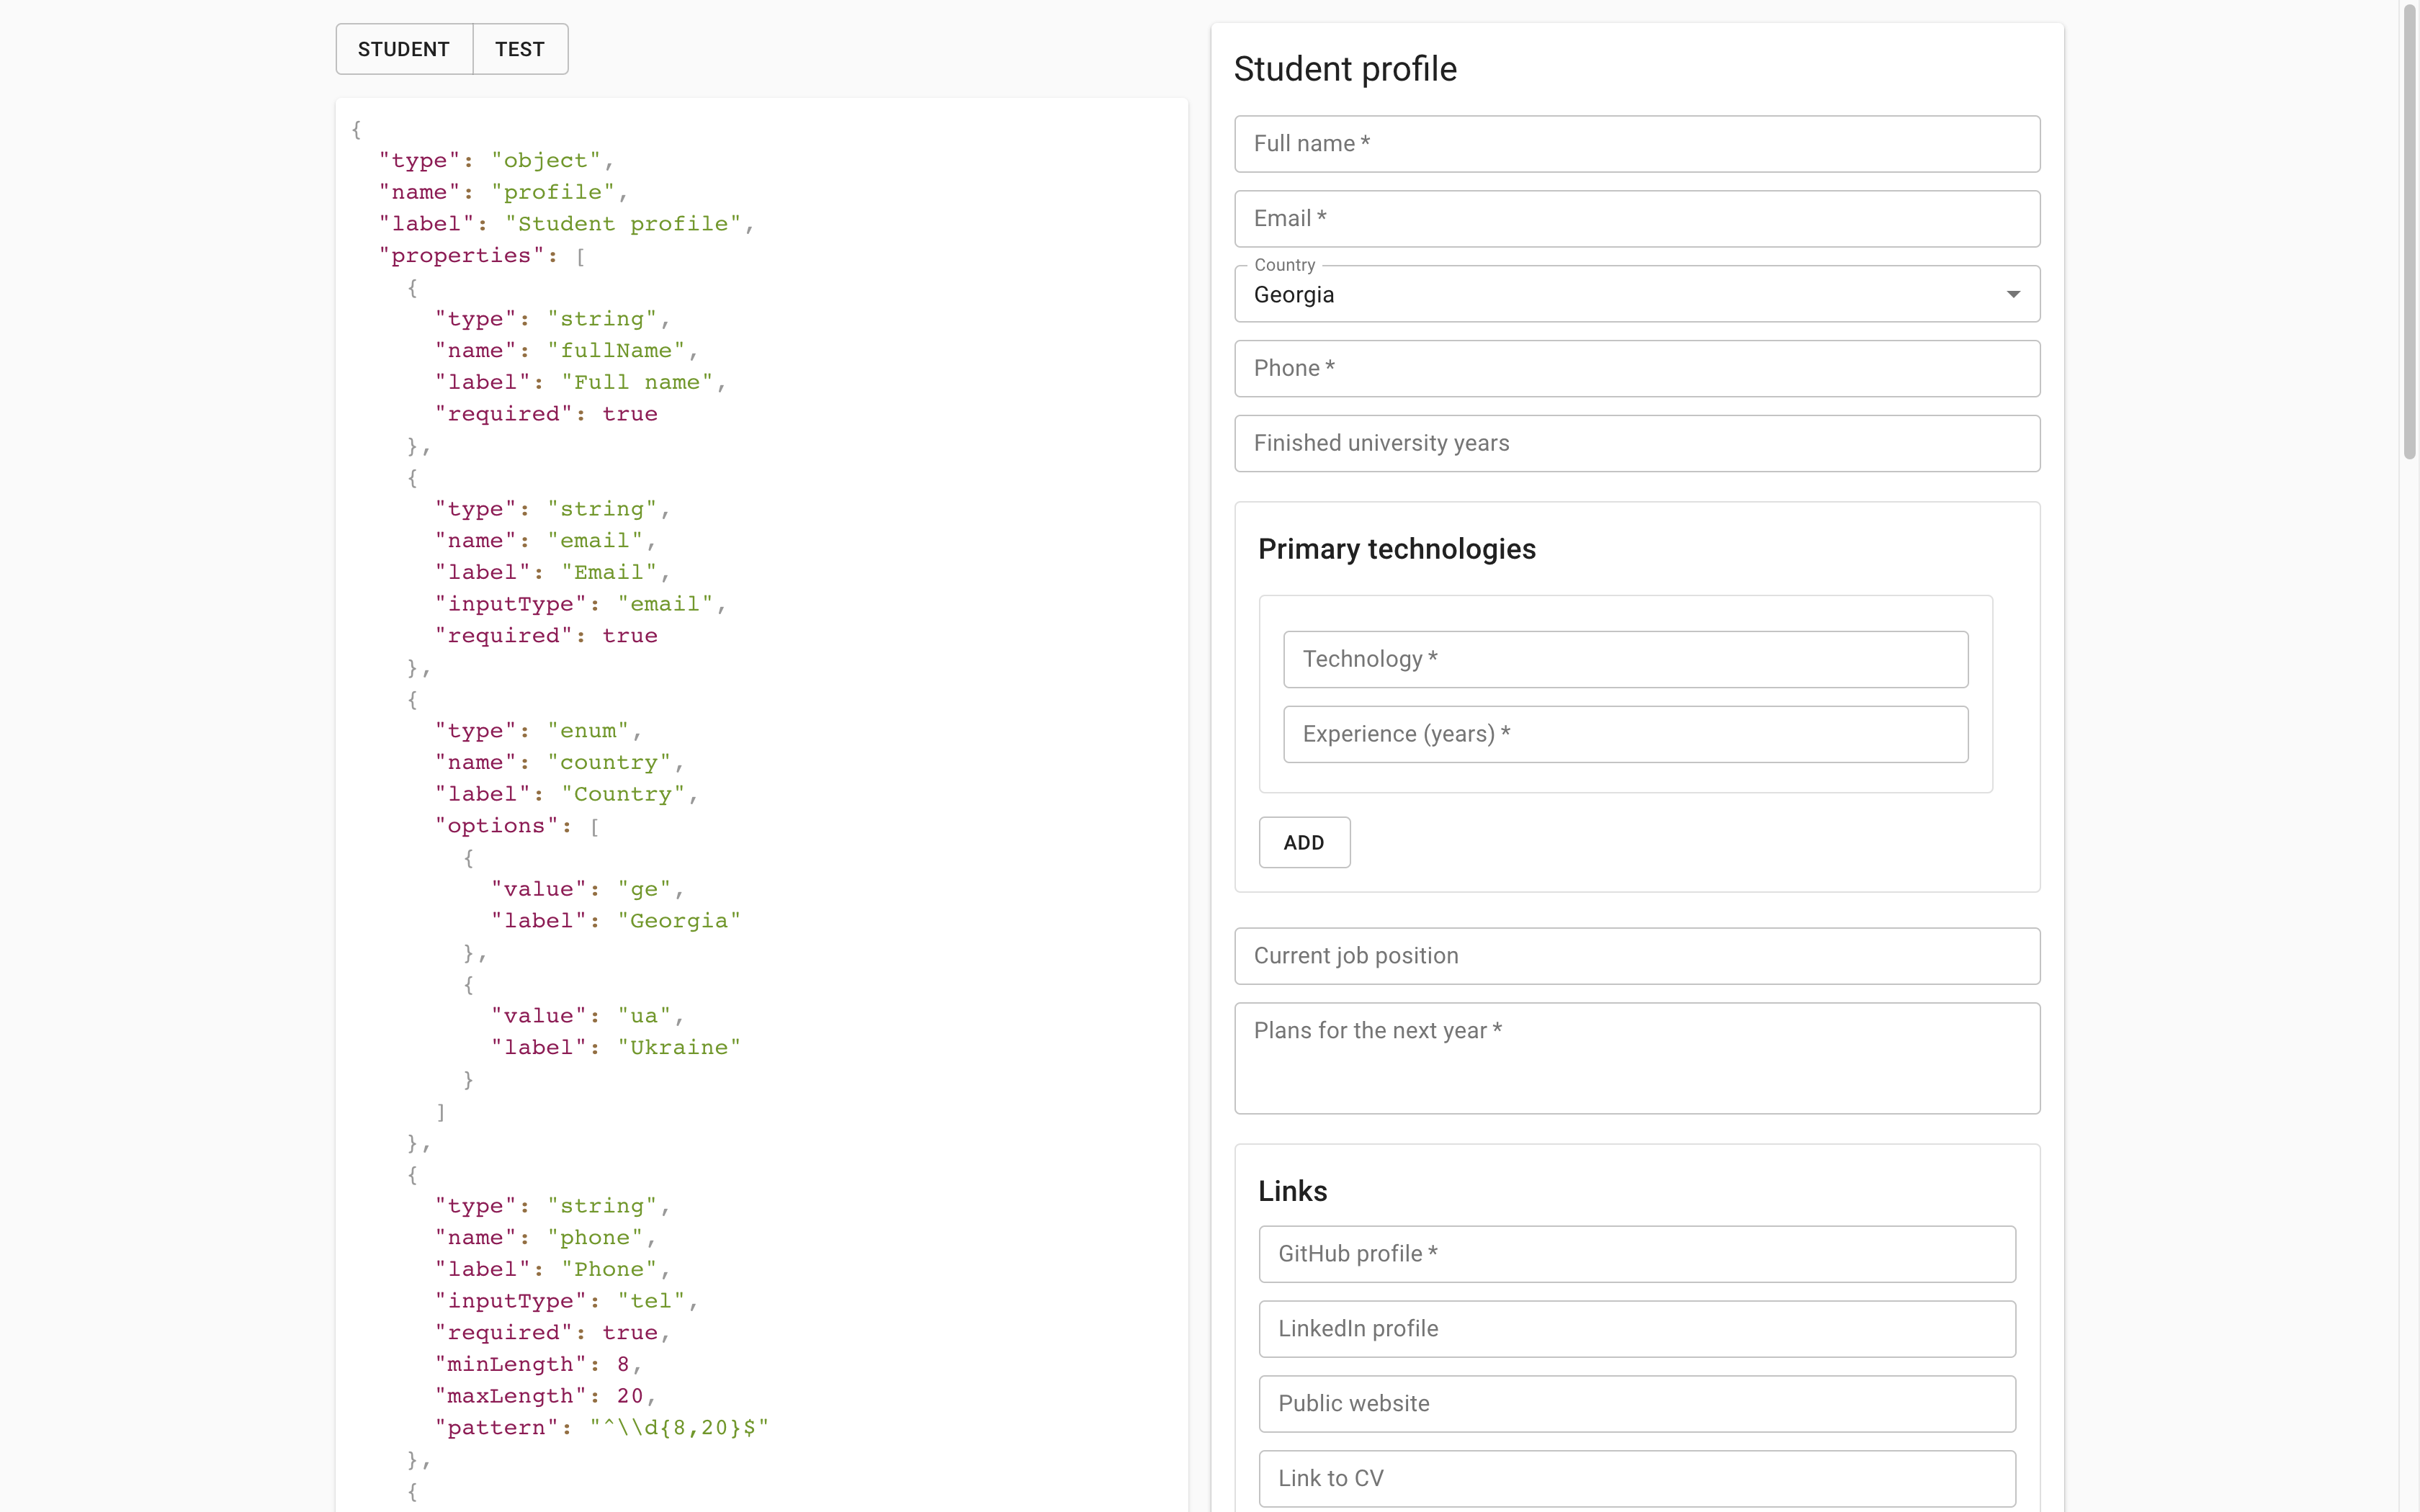 STUDENT TEST
{
"type": "object",
"name": "profile",
"label": "Student profile",
"properties": [
{
"type": "string",
"name": "fullName",
"label": "Full name",
"required": true
},
{
"type": "string",
"name": "email",
"label": "Email",
"inputType": "email",
"required": true
},
{
"type": "enum",
"name": "country",
"label": "Country",
"options": [
{
"value": "ge",
"label": "Georgia"
},
{
"value": "ua",
"label": "Ukraine"
}
]
},
{
"type": "string",
"name": "phone",
"label": "Phone",
"inputType": "tel",
"required": true,
"minLength": 8,
"maxLength": 20,
"pattern": "^\\d{8,20}$"
},
{
Student profile
Full name *
Email *
Country
Georgia
Phone *
Finished university years
Primary technologies
Technology *
Experience (years) *
ADD
Current job position
Plans for the next year *
Links
GitHub profile *
LinkedIn profile
Public website
Link to CV